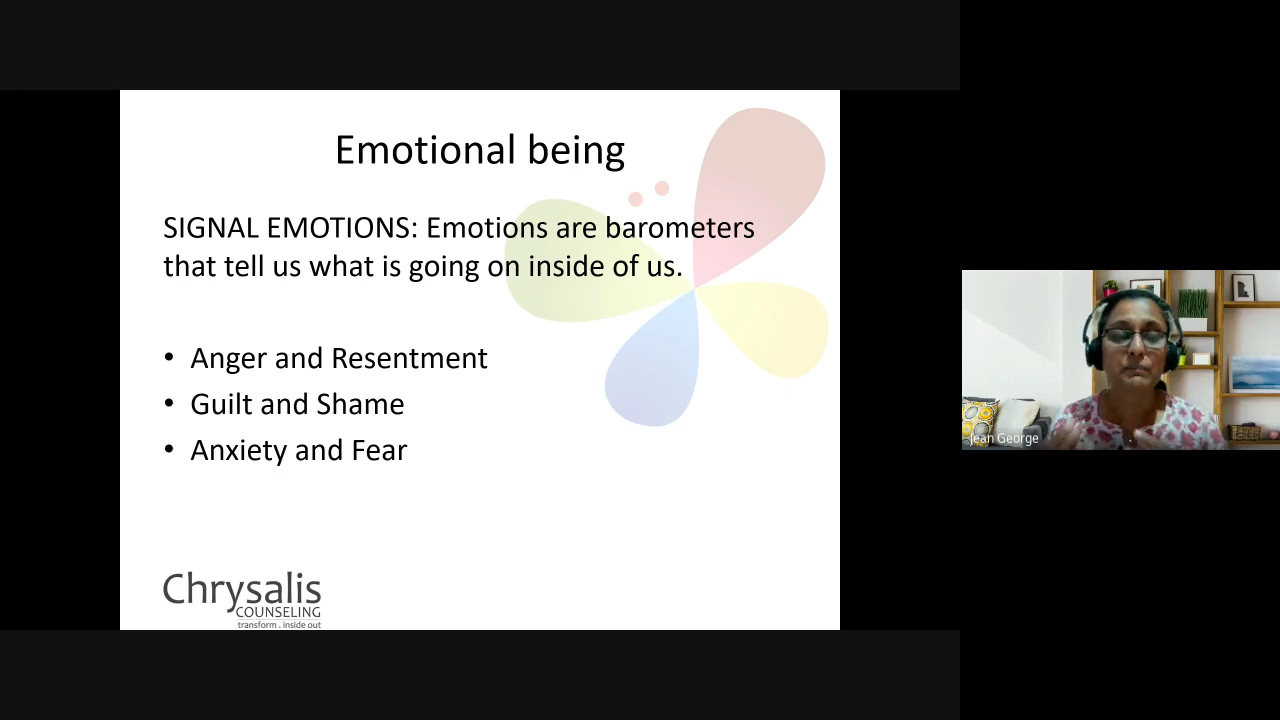 Emotional being
SIGNAL EMOTIONS: Emotions are barometers
that tell us what is going on inside of us.
• Anger and Resentment
• Guilt and Shame
• Anxiety and Fear
Chrysalis
COUNSELING
transform . inside out
Jean George